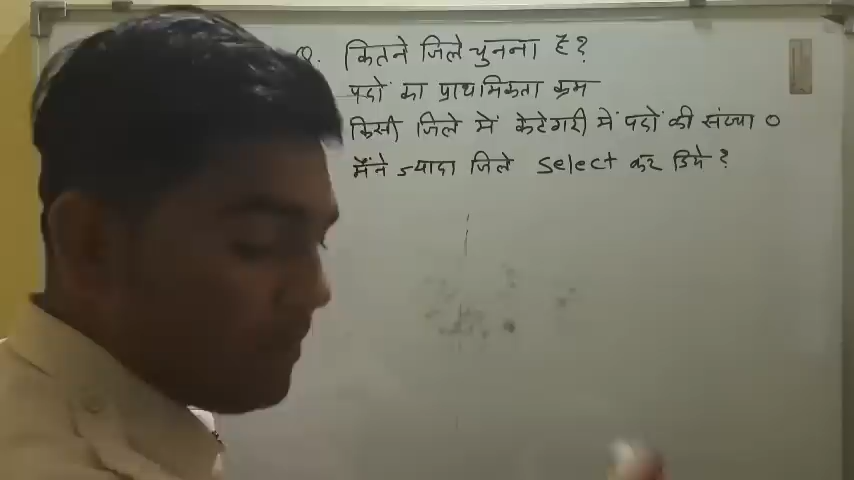 Q. कितने जिले चुनना है?
पदों का प्राथमिकता क्रम
किसी जिले में केटेगरी में पदों की संख्या 0
मैंने ज्यादा जिले select कर दिये?